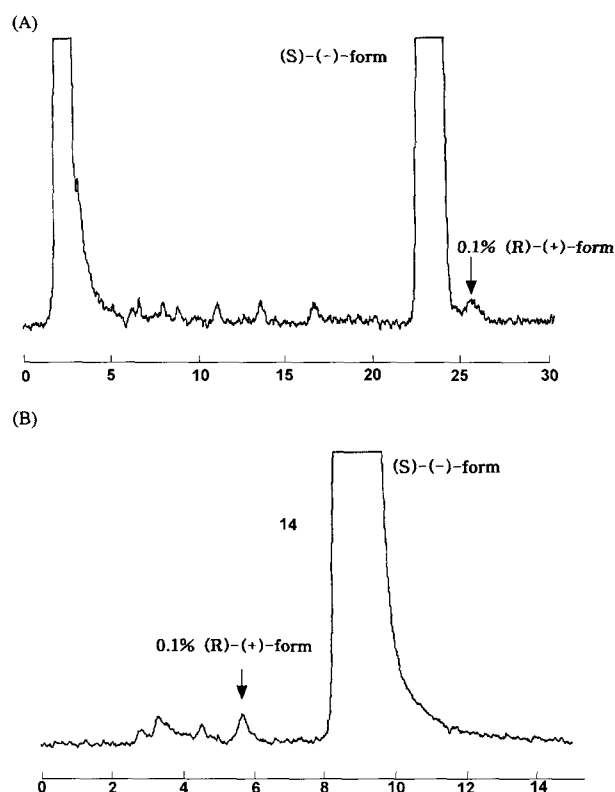 (A)
(S)-(-)-form
0.1% (R)-(+)-form
0 5 10 15 20 25 30
(B)
(S)-(-)-form
14
0.1% (R)-(+)-form
0 2 4 6 8 10 12 14